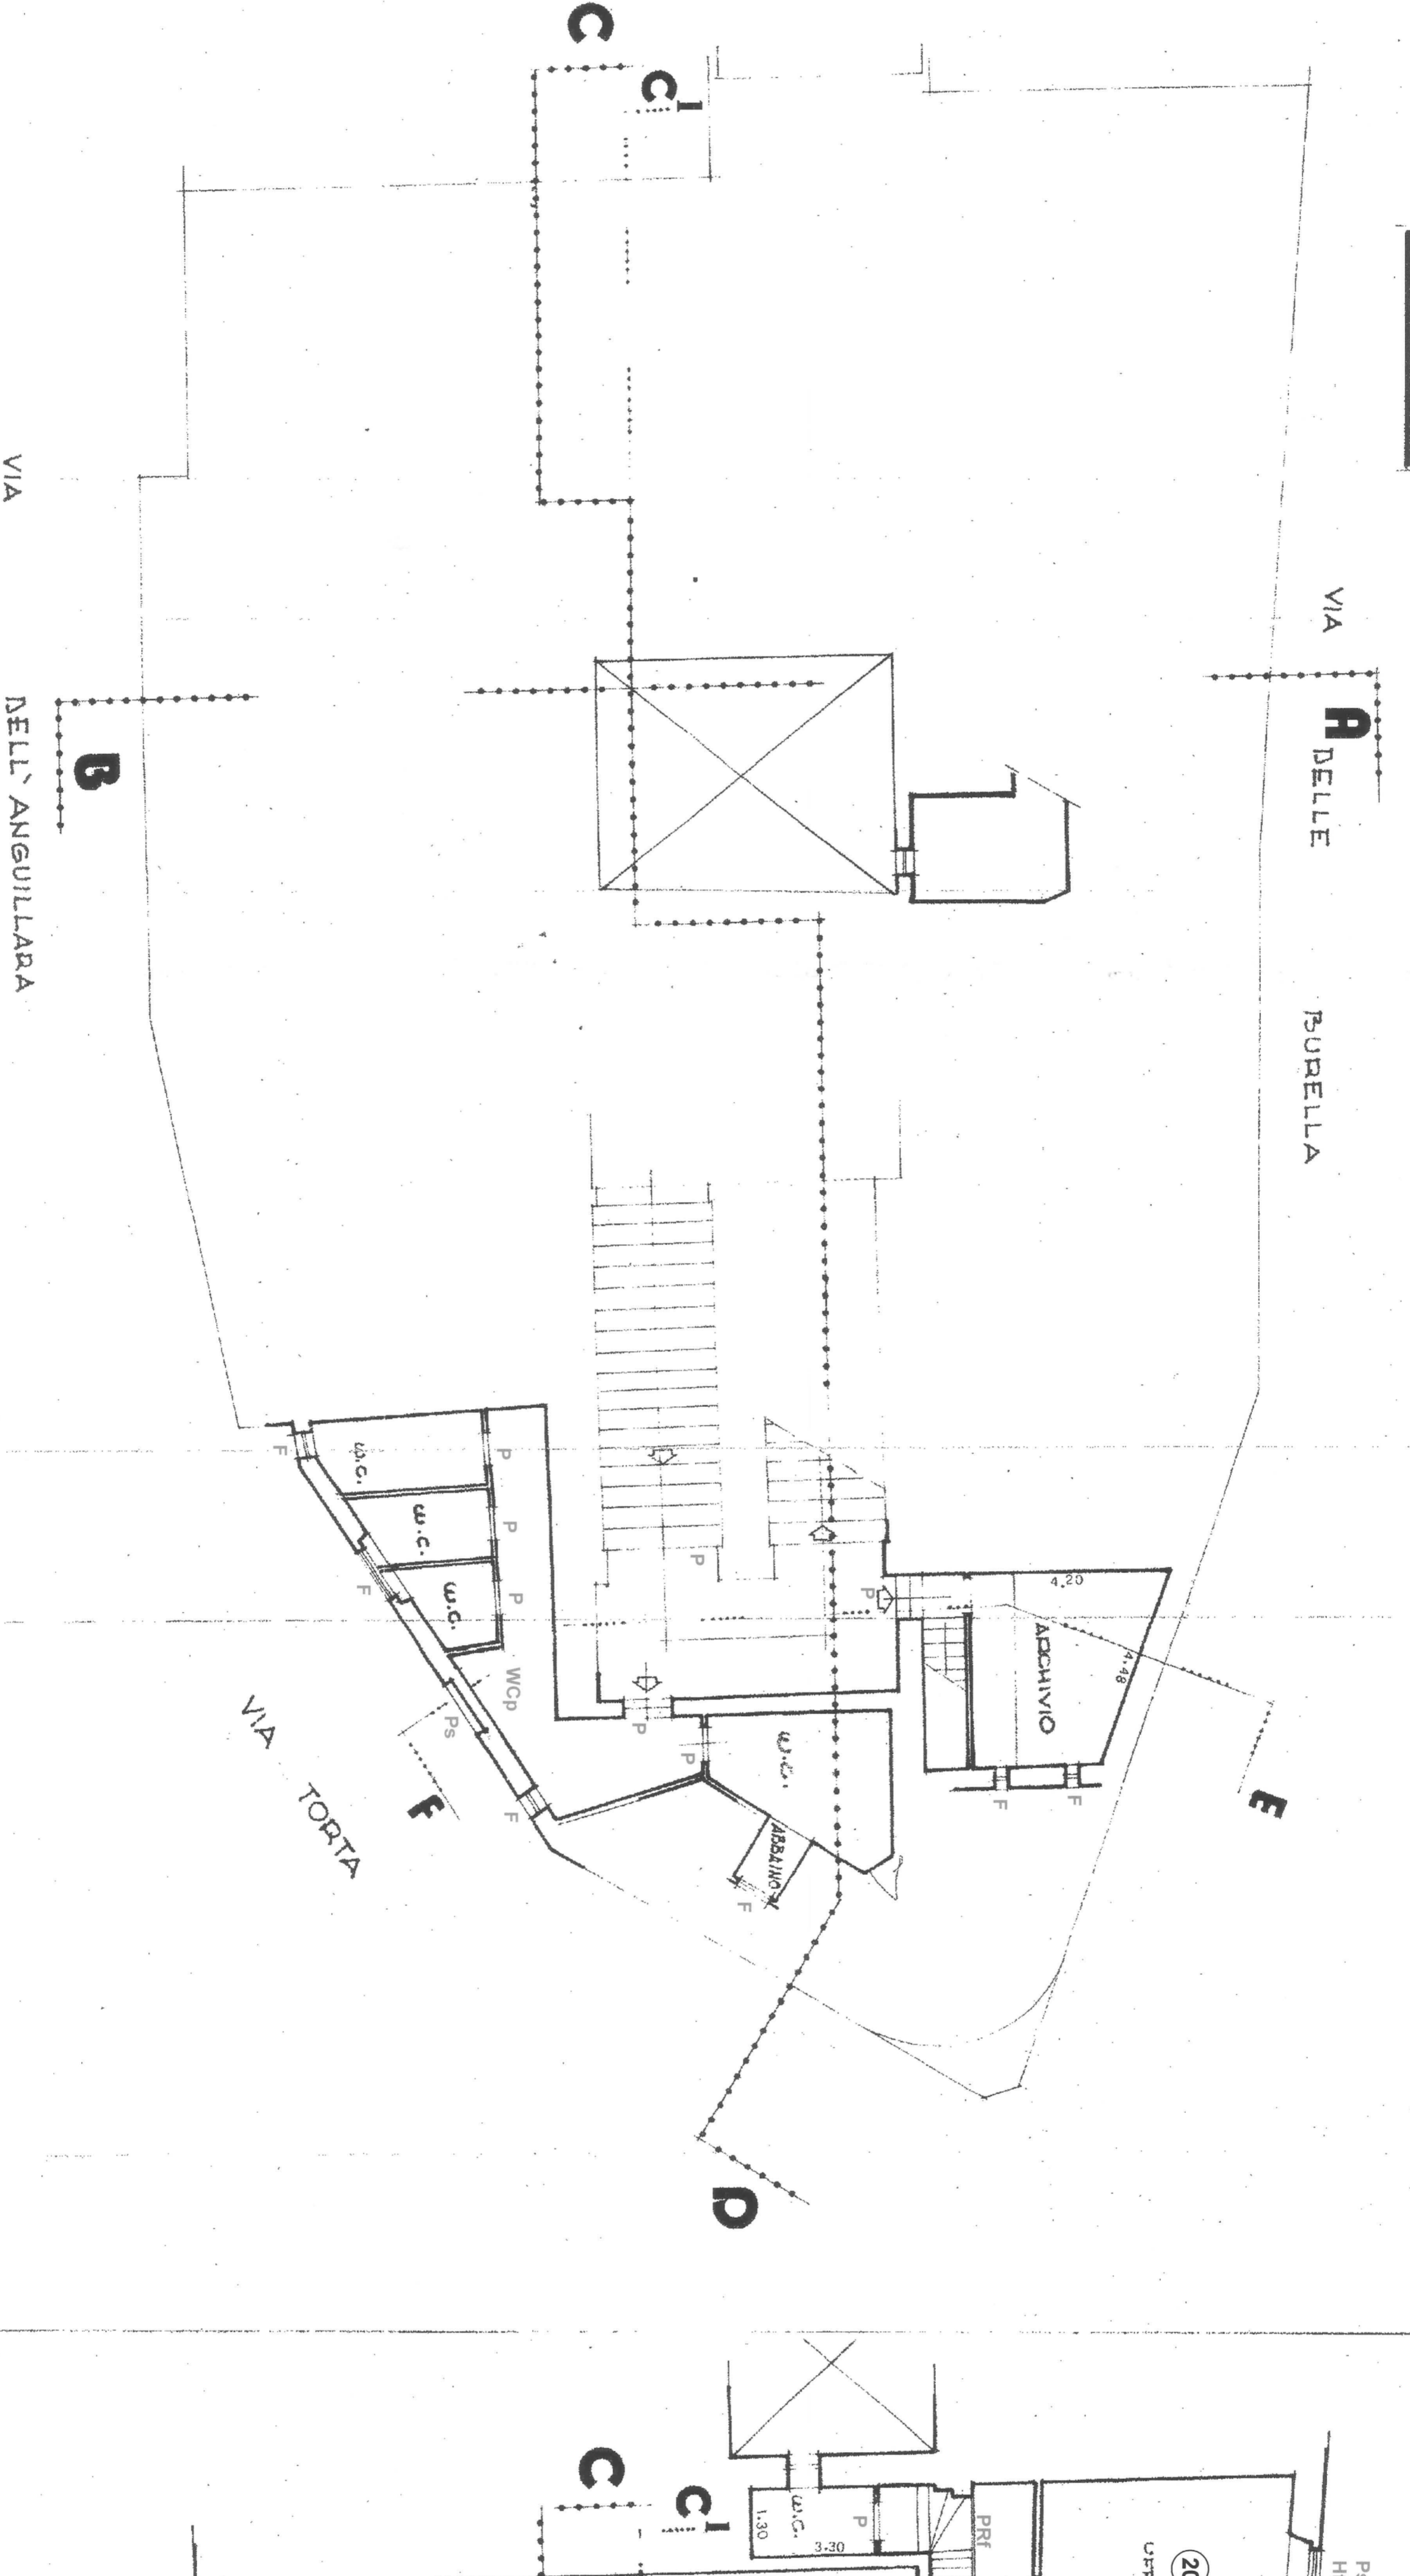 C
C¹
VIA DELLE BURELLA
A
VIA DELL' ANGUILLARA
B
F
W.C.
P
W.C.
P
F
W.C.
P
WCp
Ps
F
F
VIA TORTA
P
P
P
P
W.C.
ABBAINO
F
4.20
4.48
ARCHIVIO
F
F
E
D
C
C¹
W.C.
1.30
3.30
P
PRf